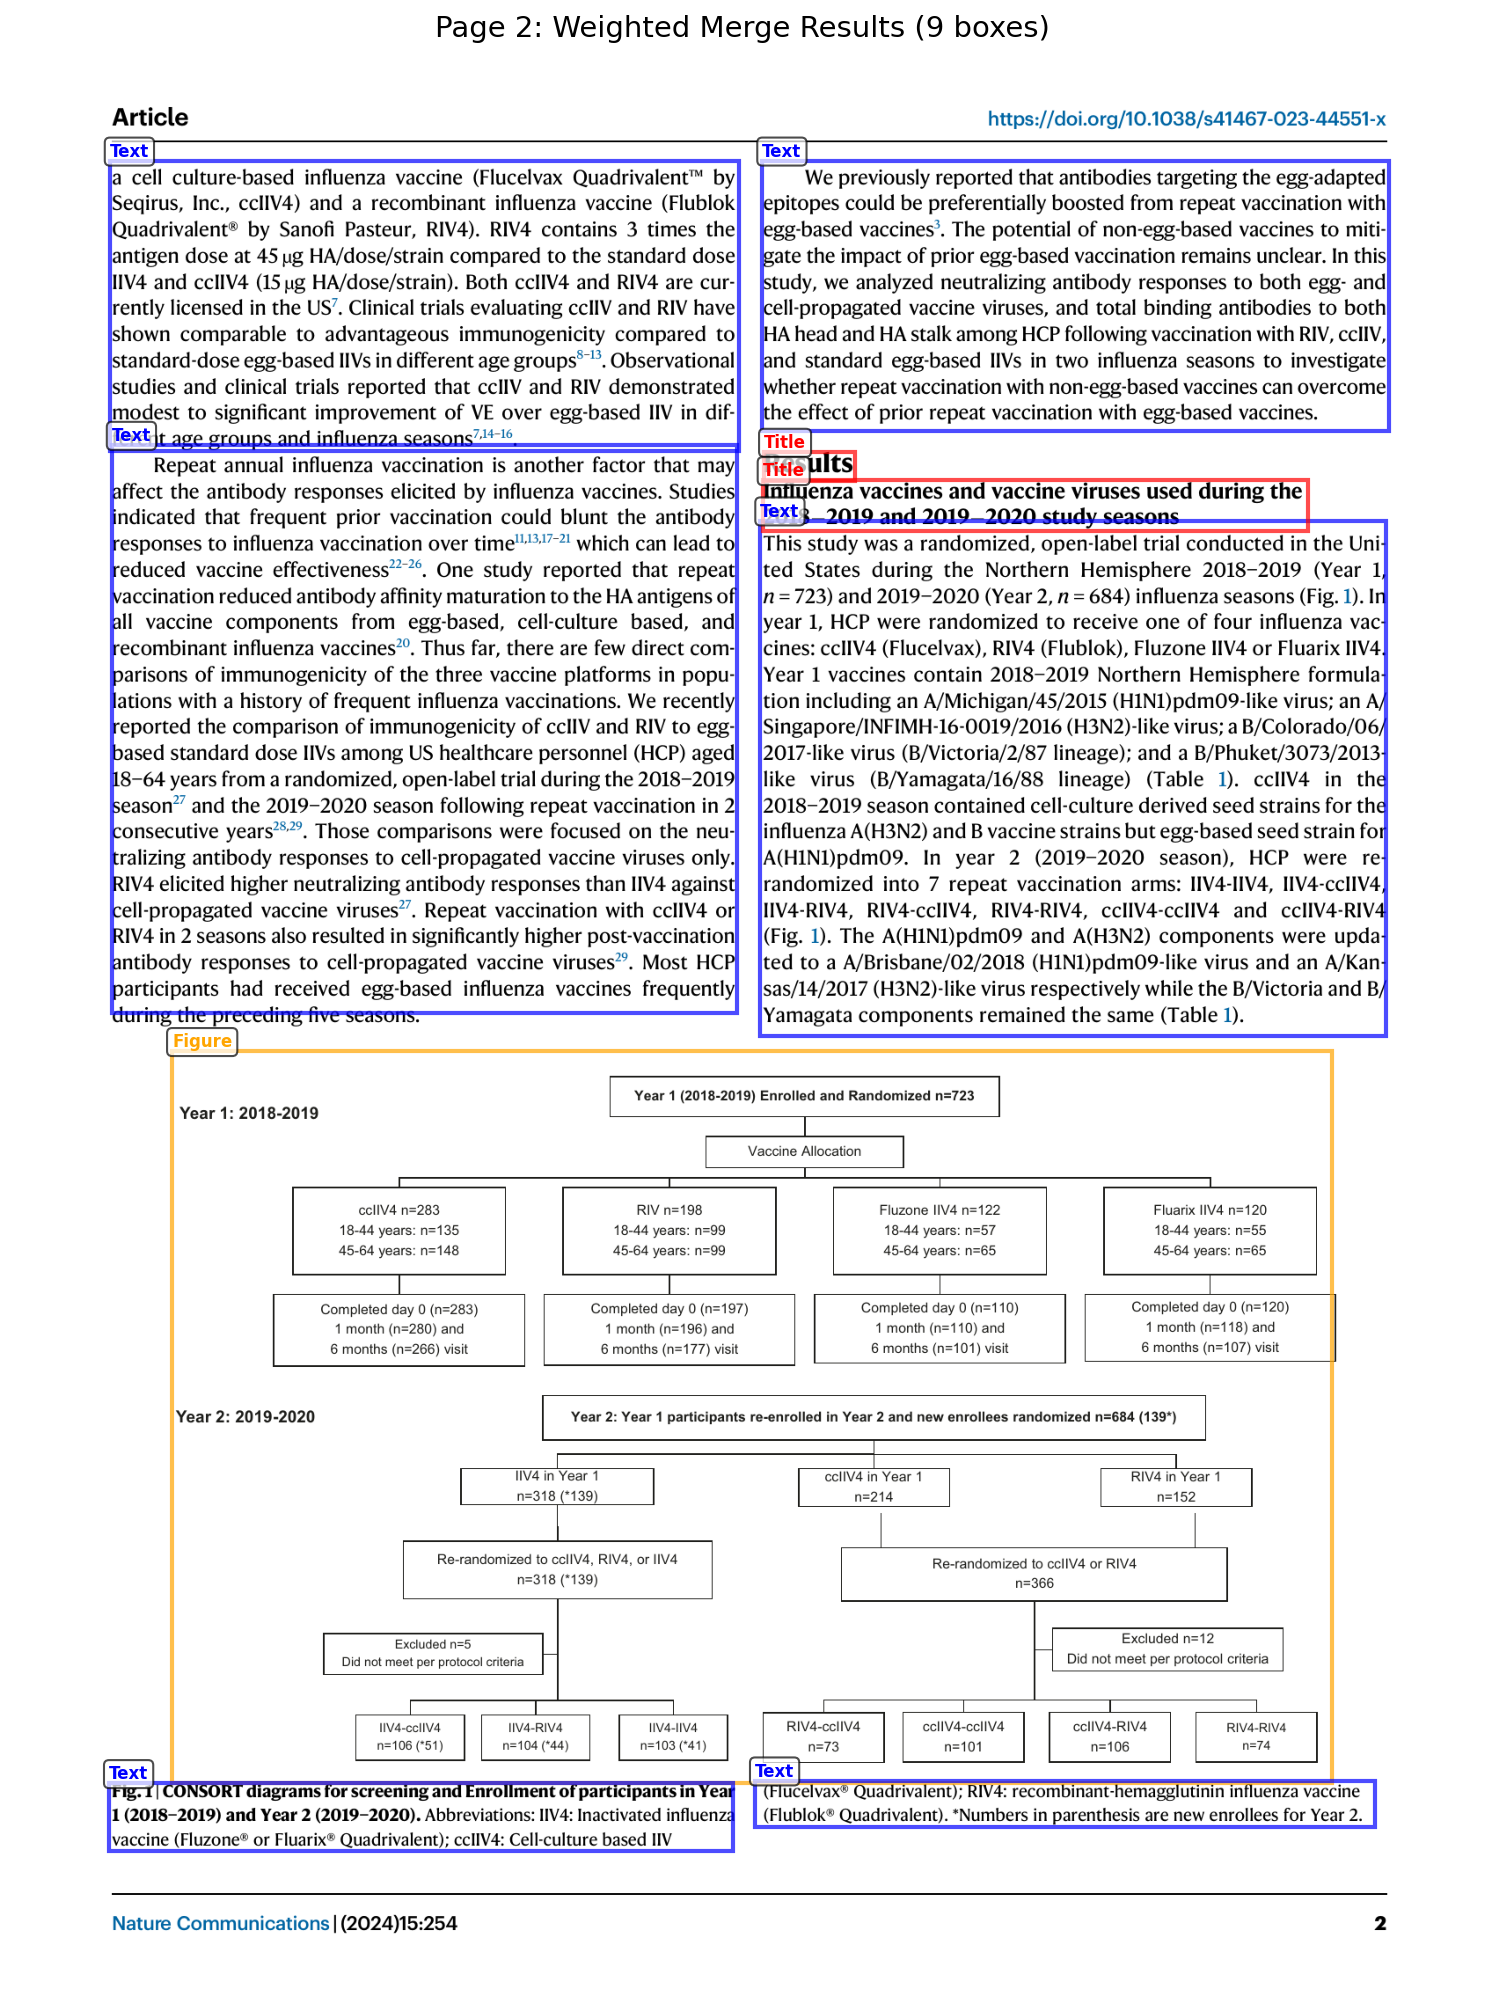 Page 2: Weighted Merge Results (9 boxes)
Article
https://doi.org/10.1038/s41467-023-44551-x
Text
a cell culture-based influenza vaccine (Flucelvax Quadrivalent™ by
Seqirus, Inc., ccIIV4) and a recombinant influenza vaccine (Flublok
Quadrivalent® by Sanofi Pasteur, RIV4). RIV4 contains 3 times the
antigen dose at 45 µg HA/dose/strain compared to the standard dose
IIV4 and ccIIV4 (15 µg HA/dose/strain). Both ccIIV4 and RIV4 are cur-
rently licensed in the US7. Clinical trials evaluating ccIIV and RIV have
shown comparable to advantageous immunogenicity compared to
standard-dose egg-based IIVs in different age groups8–13. Observational
studies and clinical trials reported that ccIIV and RIV demonstrated
modest to significant improvement of VE over egg-based IIV in dif-
age groups and influenza seasons7,14–16.
Text
Repeat annual influenza vaccination is another factor that may
affect the antibody responses elicited by influenza vaccines. Studies
indicated that frequent prior vaccination could blunt the antibody
responses to influenza vaccination over time11,13,17–21 which can lead to
reduced vaccine effectiveness22–26. One study reported that repeat
vaccination reduced antibody affinity maturation to the HA antigens of
all vaccine components from egg-based, cell-culture based, and
recombinant influenza vaccines20. Thus far, there are few direct com-
parisons of immunogenicity of the three vaccine platforms in popu-
lations with a history of frequent influenza vaccinations. We recently
reported the comparison of immunogenicity of ccIIV and RIV to egg-
based standard dose IIVs among US healthcare personnel (HCP) aged
18–64 years from a randomized, open-label trial during the 2018–2019
season27 and the 2019–2020 season following repeat vaccination in 2
consecutive years28,29. Those comparisons were focused on the neu-
tralizing antibody responses to cell-propagated vaccine viruses only.
RIV4 elicited higher neutralizing antibody responses than IIV4 against
cell-propagated vaccine viruses27. Repeat vaccination with ccIIV4 or
RIV4 in 2 seasons also resulted in significantly higher post-vaccination
antibody responses to cell-propagated vaccine viruses29. Most HCP
participants had received egg-based influenza vaccines frequently
during the preceding five seasons.
Text
We previously reported that antibodies targeting the egg-adapted
epitopes could be preferentially boosted from repeat vaccination with
egg-based vaccines3. The potential of non-egg-based vaccines to miti-
gate the impact of prior egg-based vaccination remains unclear. In this
study, we analyzed neutralizing antibody responses to both egg- and
cell-propagated vaccine viruses, and total binding antibodies to both
HA head and HA stalk among HCP following vaccination with RIV, ccIIV,
and standard egg-based IIVs in two influenza seasons to investigate
whether repeat vaccination with non-egg-based vaccines can overcome
the effect of prior repeat vaccination with egg-based vaccines.
Title
Results
Title
Influenza vaccines and vaccine viruses used during the
2018–2019 and 2019–2020 study seasons
Text
This study was a randomized, open-label trial conducted in the Uni-
ted States during the Northern Hemisphere 2018–2019 (Year 1,
n = 723) and 2019–2020 (Year 2, n = 684) influenza seasons (Fig. 1). In
year 1, HCP were randomized to receive one of four influenza vac-
cines: ccIIV4 (Flucelvax), RIV4 (Flublok), Fluzone IIV4 or Fluarix IIV4.
Year 1 vaccines contain 2018–2019 Northern Hemisphere formula-
tion including an A/Michigan/45/2015 (H1N1)pdm09-like virus; an A/
Singapore/INFIMH-16-0019/2016 (H3N2)-like virus; a B/Colorado/06/
2017-like virus (B/Victoria/2/87 lineage); and a B/Phuket/3073/2013-
like virus (B/Yamagata/16/88 lineage) (Table 1). ccIIV4 in the
2018–2019 season contained cell-culture derived seed strains for the
influenza A(H3N2) and B vaccine strains but egg-based seed strain for
A(H1N1)pdm09. In year 2 (2019–2020 season), HCP were re-
randomized into 7 repeat vaccination arms: IIV4-IIV4, IIV4-ccIIV4,
IIV4-RIV4, RIV4-ccIIV4, RIV4-RIV4, ccIIV4-ccIIV4 and ccIIV4-RIV4
(Fig. 1). The A(H1N1)pdm09 and A(H3N2) components were upda-
ted to a A/Brisbane/02/2018 (H1N1)pdm09-like virus and an A/Kan-
sas/14/2017 (H3N2)-like virus respectively while the B/Victoria and B/
Yamagata components remained the same (Table 1).
Figure
Year 1: 2018-2019
Year 1 (2018-2019) Enrolled and Randomized n=723
Vaccine Allocation
ccIIV4 n=283
18-44 years: n=135
45-64 years: n=148
RIV n=198
18-44 years: n=99
45-64 years: n=99
Fluzone IIV4 n=122
18-44 years: n=57
45-64 years: n=65
Fluarix IIV4 n=120
18-44 years: n=55
45-64 years: n=65
Completed day 0 (n=283)
1 month (n=280) and
6 months (n=266) visit
Completed day 0 (n=197)
1 month (n=196) and
6 months (n=177) visit
Completed day 0 (n=110)
1 month (n=110) and
6 months (n=101) visit
Completed day 0 (n=120)
1 month (n=118) and
6 months (n=107) visit
Year 2: 2019-2020
Year 2: Year 1 participants re-enrolled in Year 2 and new enrollees randomized n=684 (139*)
IIV4 in Year 1
n=318 (*139)
ccIIV4 in Year 1
n=214
RIV4 in Year 1
n=152
Re-randomized to ccIIV4, RIV4, or IIV4
n=318 (*139)
Re-randomized to ccIIV4 or RIV4
n=366
Excluded n=5
Did not meet per protocol criteria
Excluded n=12
Did not meet per protocol criteria
IIV4-ccIIV4
n=106 (*51)
IIV4-RIV4
n=104 (*44)
IIV4-IIV4
n=103 (*41)
RIV4-ccIIV4
n=73
ccIIV4-ccIIV4
n=101
ccIIV4-RIV4
n=106
RIV4-RIV4
n=74
Text
Fig. 1 | CONSORT diagrams for screening and Enrollment of participants in Year
1 (2018–2019) and Year 2 (2019–2020). Abbreviations: IIV4: Inactivated influenza
vaccine (Fluzone® or Fluarix® Quadrivalent); ccIIV4: Cell-culture based IIV
Text
(Flucelvax® Quadrivalent); RIV4: recombinant-hemagglutinin influenza vaccine
(Flublok® Quadrivalent). *Numbers in parenthesis are new enrollees for Year 2.
Nature Communications | (2024)15:254
2